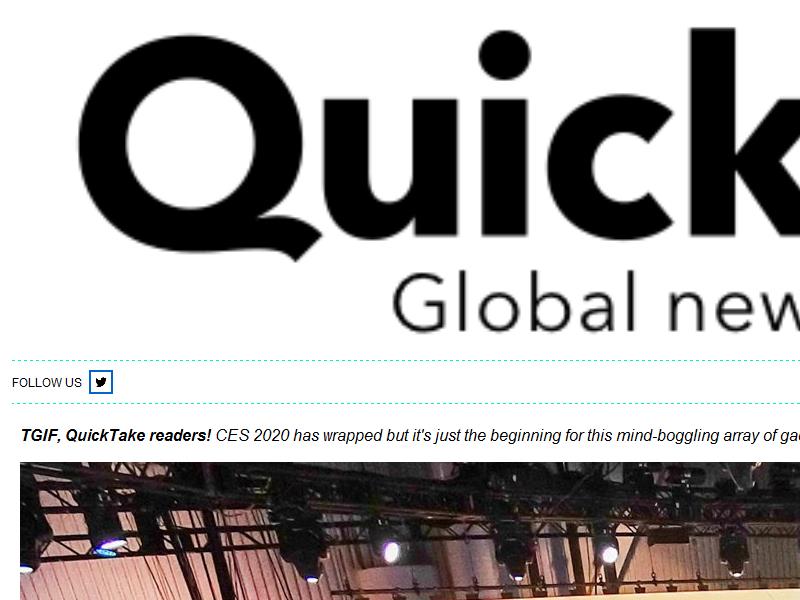 Quick
Global new
FOLLOW US
TGIF, QuickTake readers! CES 2020 has wrapped but it's just the beginning for this mind-boggling array of ga